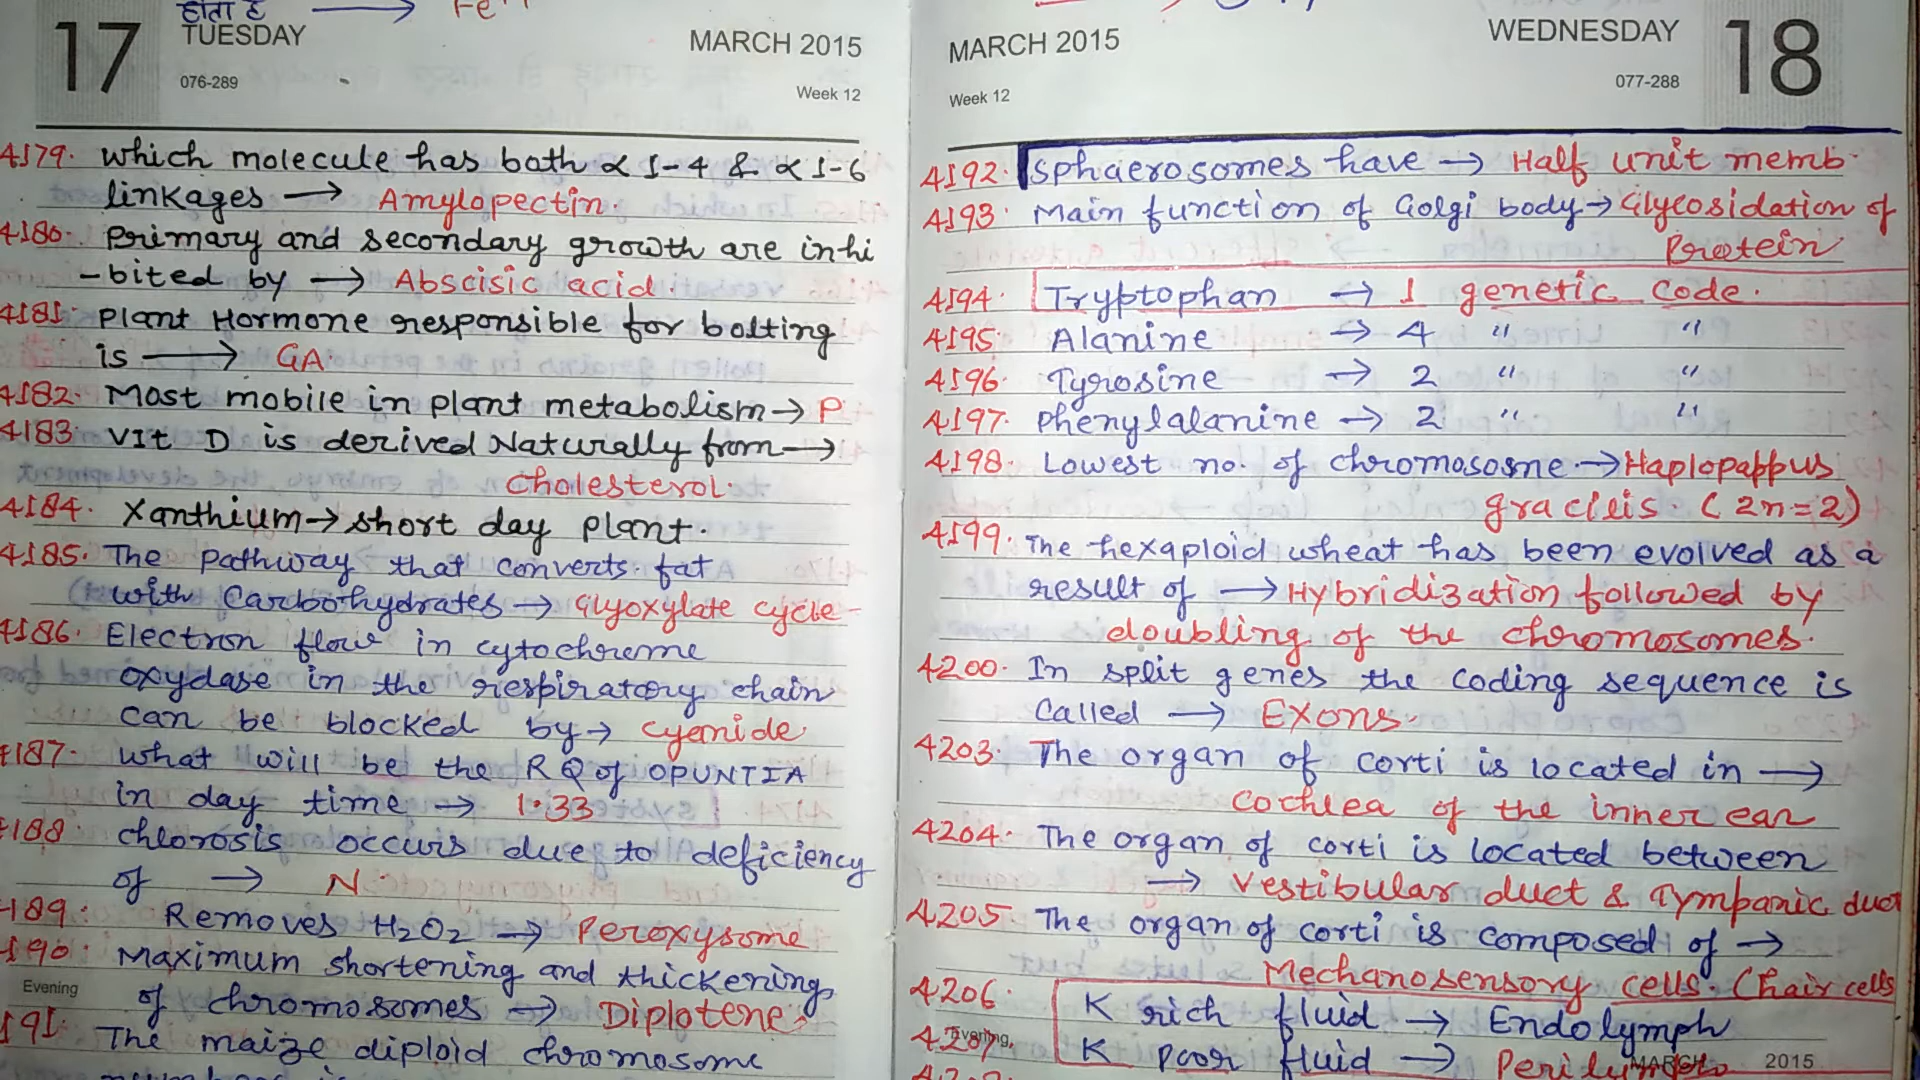 होता है → Fe
17 TUESDAY MARCH 2015
076-289 Week 12
4179. which molecule has both α 1-4 & α 1-6
linkages → Amylopectin.
4180. Primary and secondary growth are inhi
-bited by → Abscisic acid.
4181. Plant Hormone responsible for bolting
is → GA.
4182. Most mobile in plant metabolism → P
4183. VIt D is derived Naturally from →
Cholesterol.
4184. Xanthium → short day plant.
4185. The pathway that converts fat
with Carbohydrates → Glyoxylate cycle
4186. Electron flow in cytochreme
oxydase in the respiratory chain
can be blocked by → Cyenide
4187. What will be the RQ of OPUNTIA
in day time → 1.33
4188 chlorosis occurs due to deficiency
of → N.
4189. Removes H2O2 → Peroxysome
4190. Maximum shortening and thickening
Evening
of chromosomes → Diplotene
191. The maize diploid chromosome
MARCH 2015 WEDNESDAY 18
Week 12 077-288
4192. Sphaerosomes have → Half unit memb.
4193. Main function of Golgi body → Glycosidation of
Protein
4194. Tryptophan → 1 genetic code.
4195. Alanine → 4 " "
4196. Tyrosine → 2 " "
4197. Phenylalanine → 2 " "
4198. Lowest no. of chromosome. → Haplopappus
gracilis. (2n=2)
4199. The hexaploid wheat has been evolved as a
result of → Hybridization followed by
doubling of the chromosomes.
4200. In split genes the coding sequence is
called → Exons.
4203. The organ of corti is located in →
Cochlea of the inner ear
4204. The organ of corti is located between
→ Vestibular duct & Tympanic duct
4205 The organ of corti is composed of →
Mechanosensory cells. (hair cells
4206. K rich fluid → Endolymph
4207 Evening, K poor fluid → Perilymph
MARCH 2015